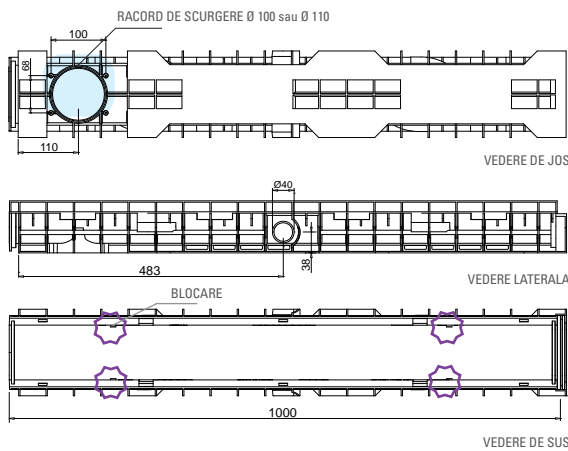 RACORD DE SCURGERE Ø 100 sau Ø 110
100
68
110
VEDERE DE JOS
Ø40
483
38
VEDERE LATERALA
BLOCARE
1000
VEDERE DE SUS